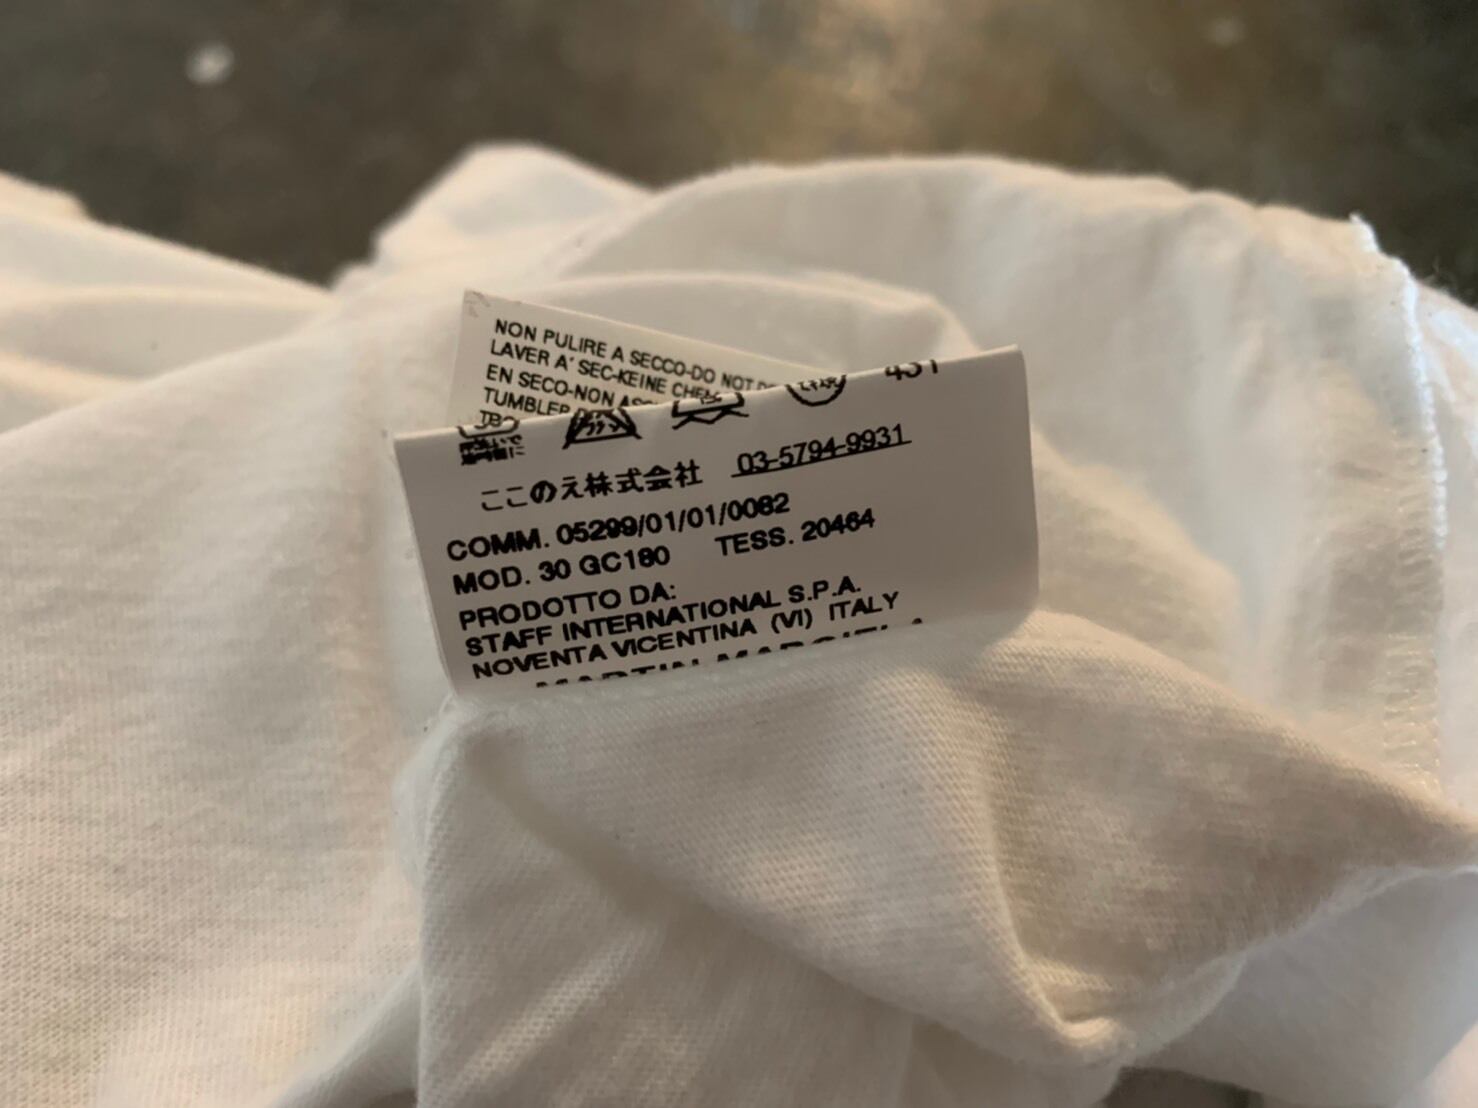 NON PULIRE A SECCO-DO NOT
LAVER A' SEC-KEINE
EN SECO-NON
TUMBLER
ここのえ株式会社 03-5794-9931
COMM. 05299/01/01/0082
MOD. 30 GC180 TESS. 20464
PRODOTTO DA:
STAFF INTERNATIONAL S.P.A.
NOVENTA VICENTINA (VI) ITALY
MARTIN MARGIELA